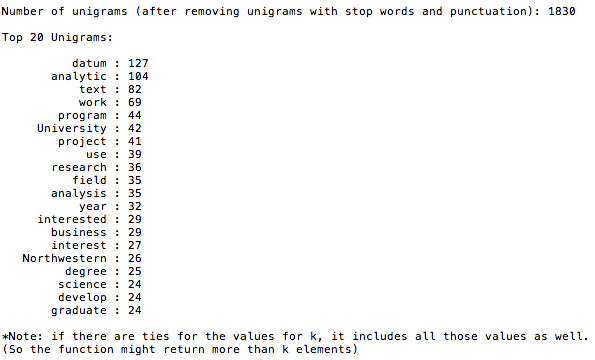 Number of unigrams (after removing unigrams with stop words and punctuation): 1830
Top 20 Unigrams:
datum : 127
analytic : 104
text : 82
work : 69
program : 44
University : 42
project : 41
use : 39
research : 36
field : 35
analysis : 35
year : 32
interested : 29
business : 29
interest : 27
Northwestern : 26
degree : 25
science : 24
develop : 24
graduate : 24
*Note: if there are ties for the values for k, it includes all those values as well.
(So the function might return more than k elements)